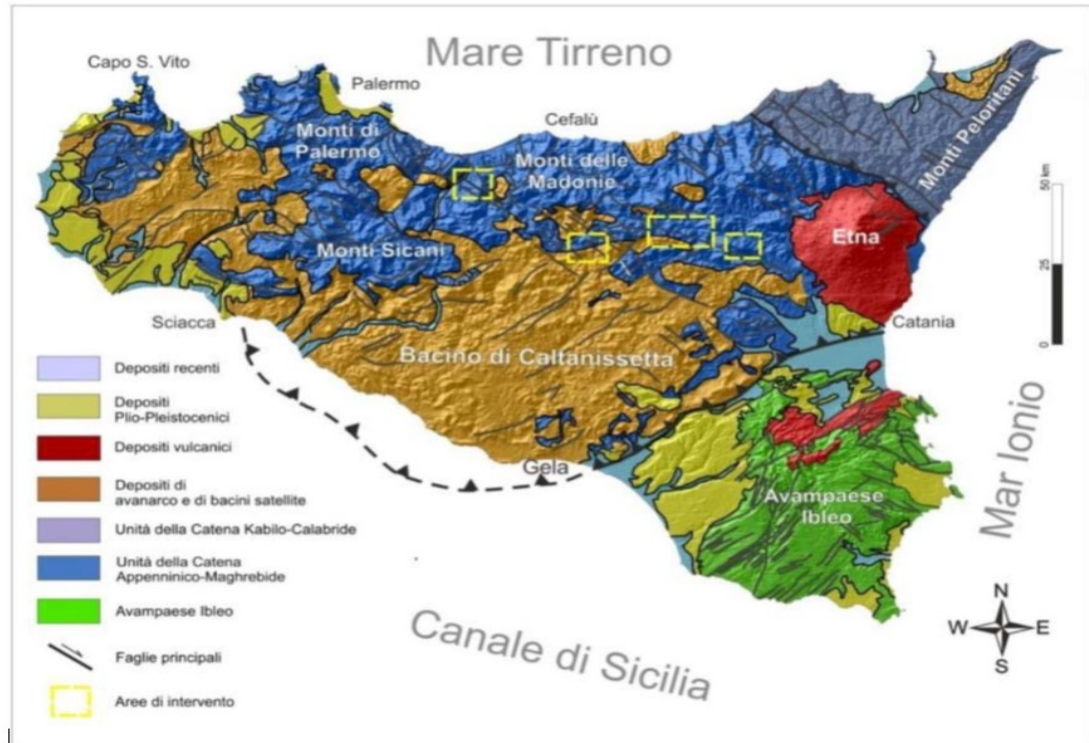 Mare Tirreno
Capo S. Vito
Palermo
Cefalù
Monti di
Palermo
Monti delle
Madonie
Monti Peloritani
Monti Sicani
Etna
50 km
25
0
Sciacca
Catania
Bacino di Caltanissetta
Gela
Avampaese
Ibleo
Mar Ionio
Canale di Sicilia
Depositi recenti
Depositi
Plio-Pleistocenici
Depositi vulcanici
Depositi di
avanarco e di bacini satellite
Unità della Catena Kabilo-Calabride
Unità della Catena
Appenninico-Maghrebide
Avampaese Ibleo
Faglie principali
Aree di intervento
N
W
E
S